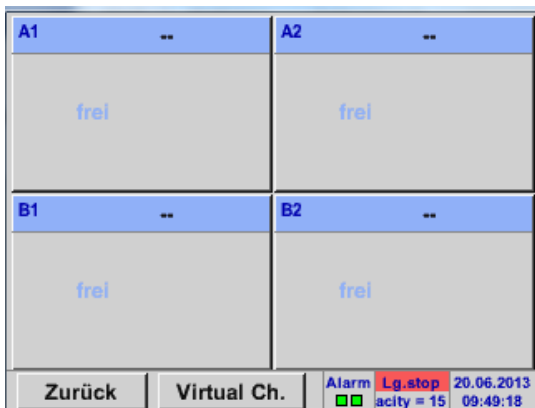 A1 --
A2 --
frei
frei
B1 --
B2 --
frei
frei
Zurück
Virtual Ch.
Alarm
Lg.stop
acity = 15
20.06.2013
09:49:18